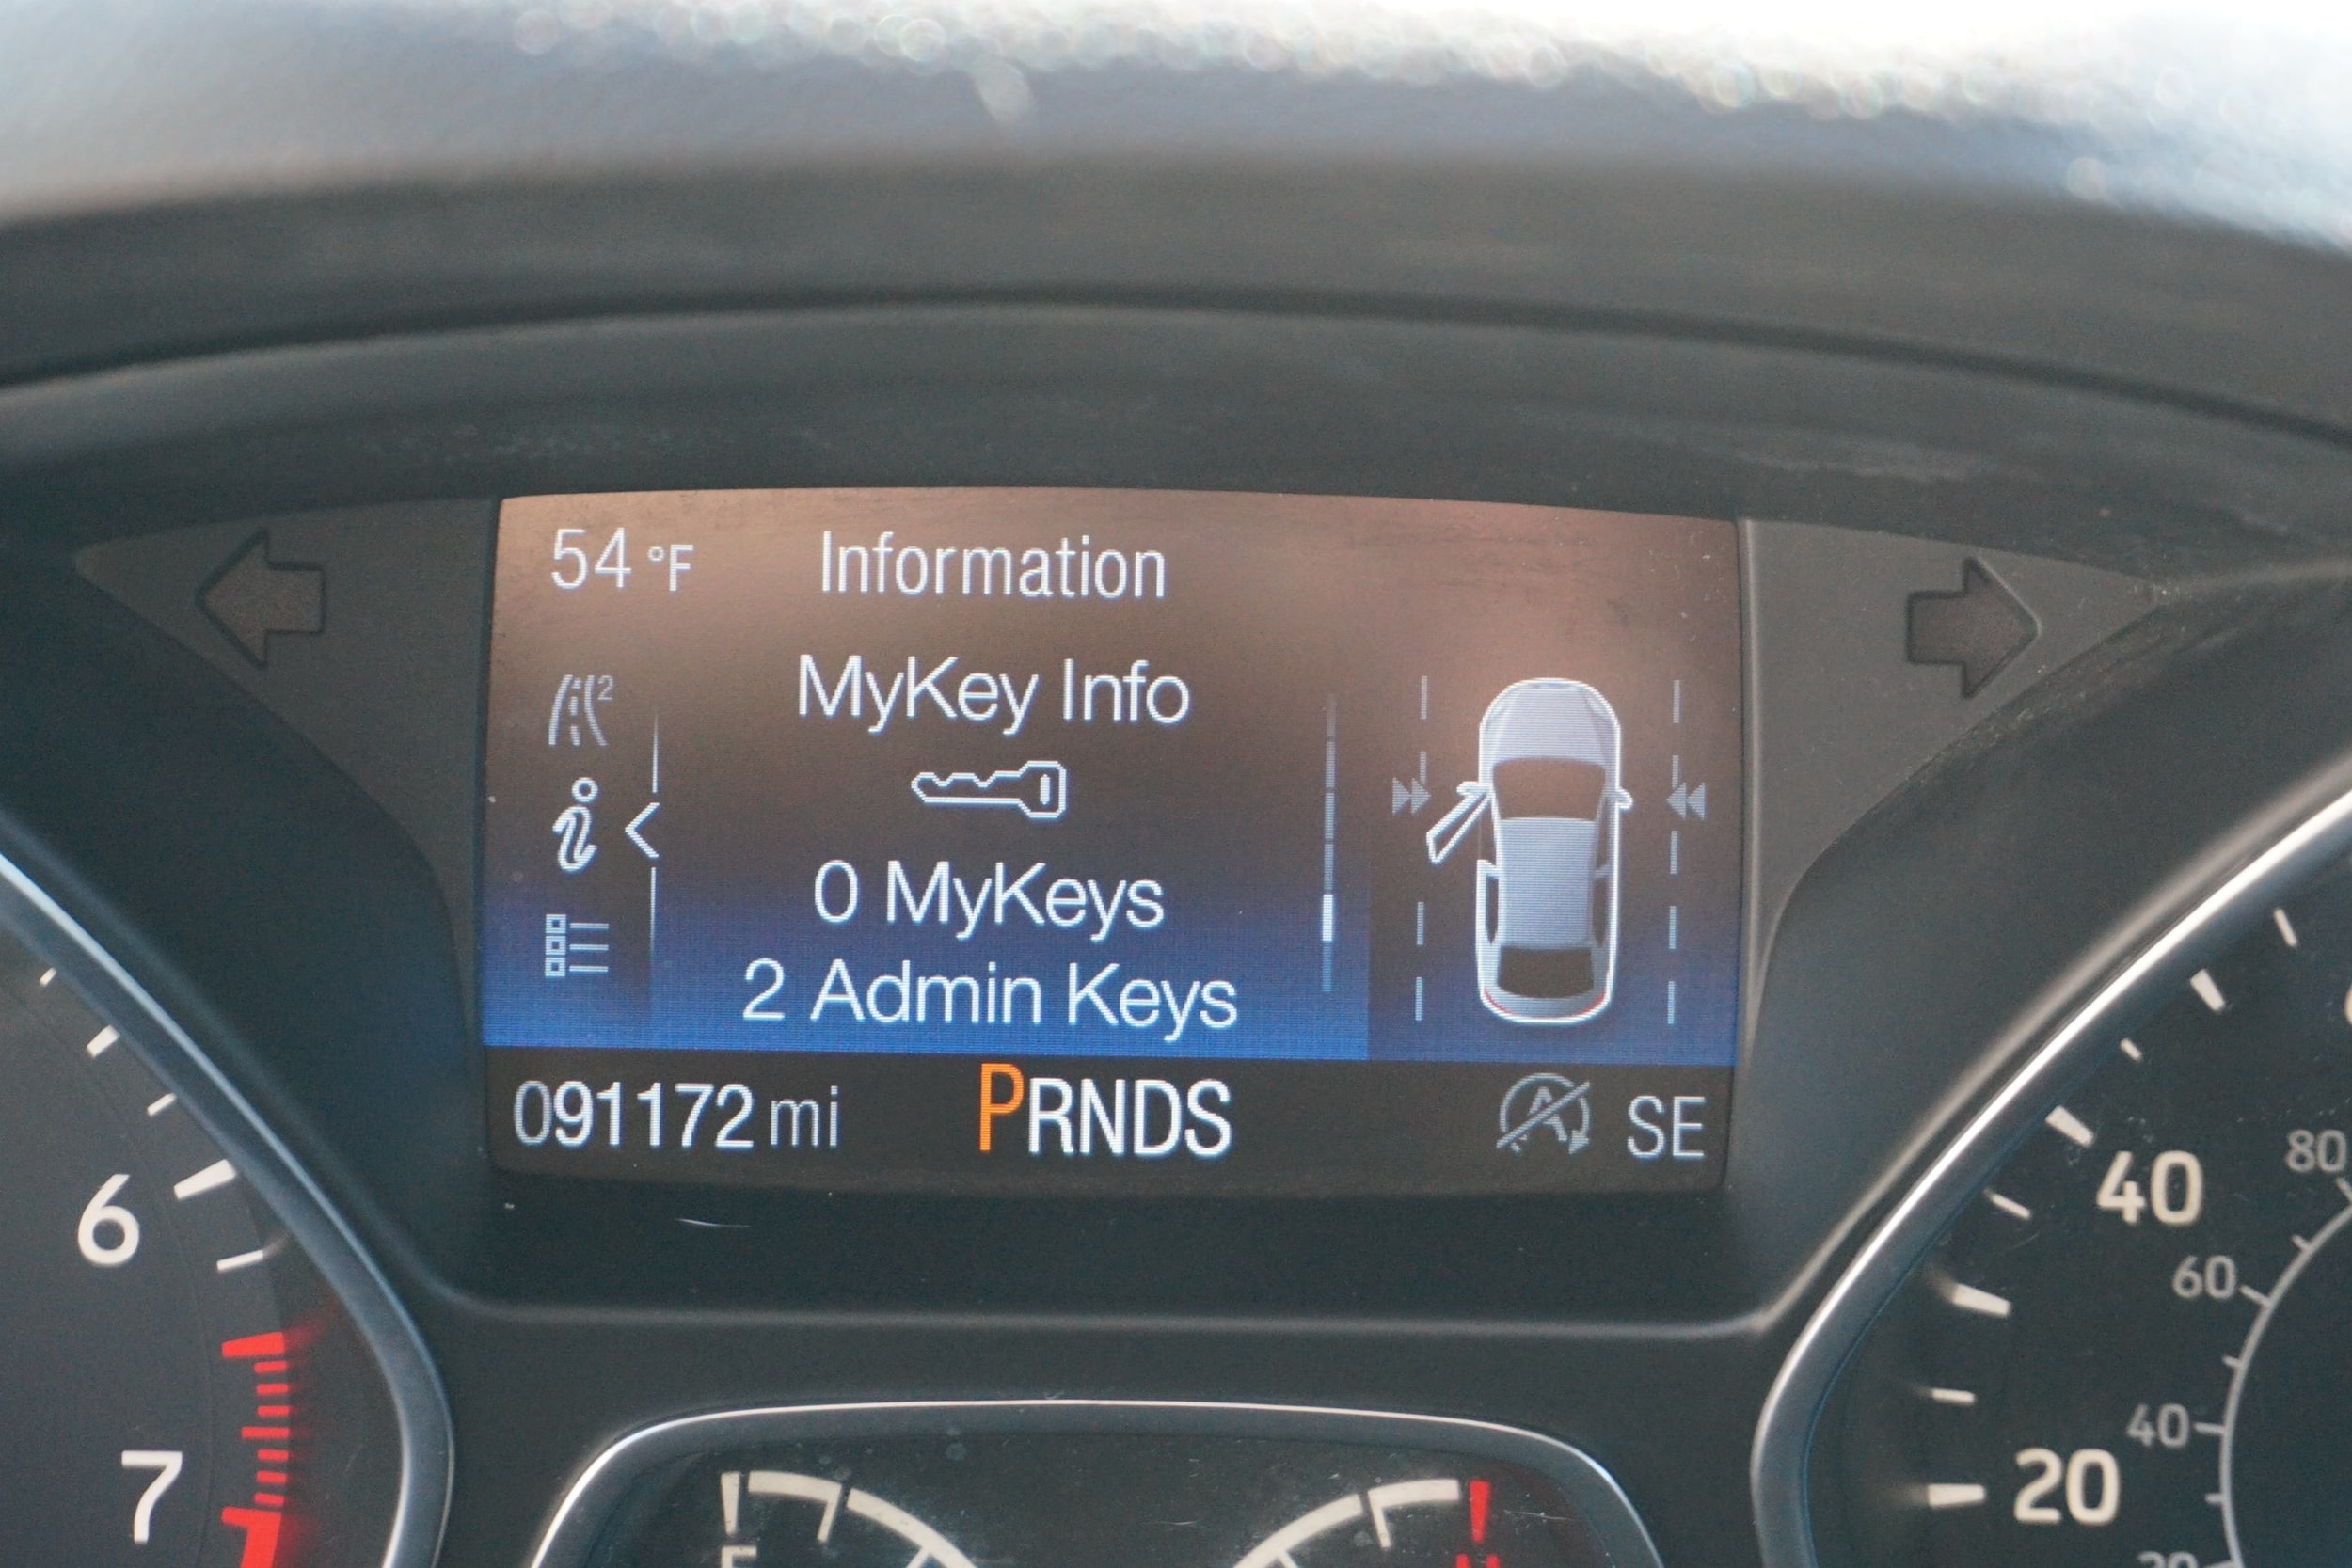 54 °F Information
2
MyKey Info
0 MyKeys
2 Admin Keys
091172 mi PRNDS A SE
6
7
40
20
80
60
40